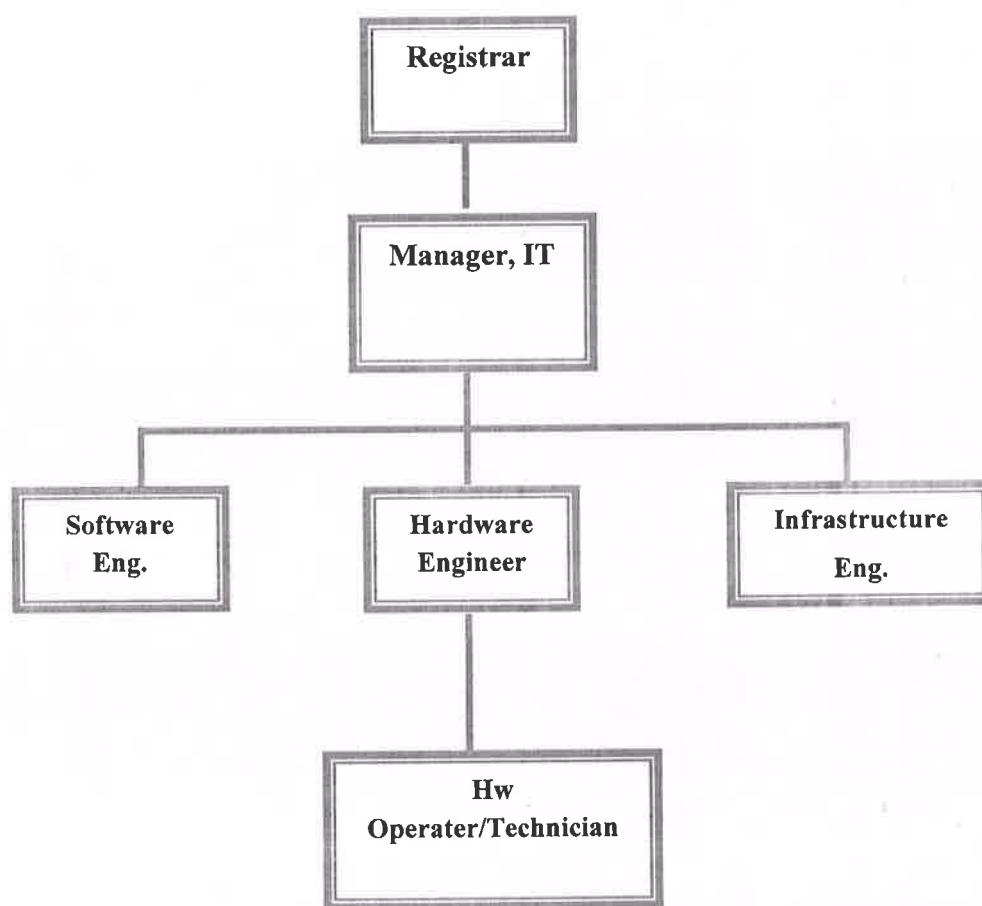 Registrar
Manager, IT
Software
Eng.
Hardware
Engineer
Infrastructure
Eng.
Hw
Operater/Technician